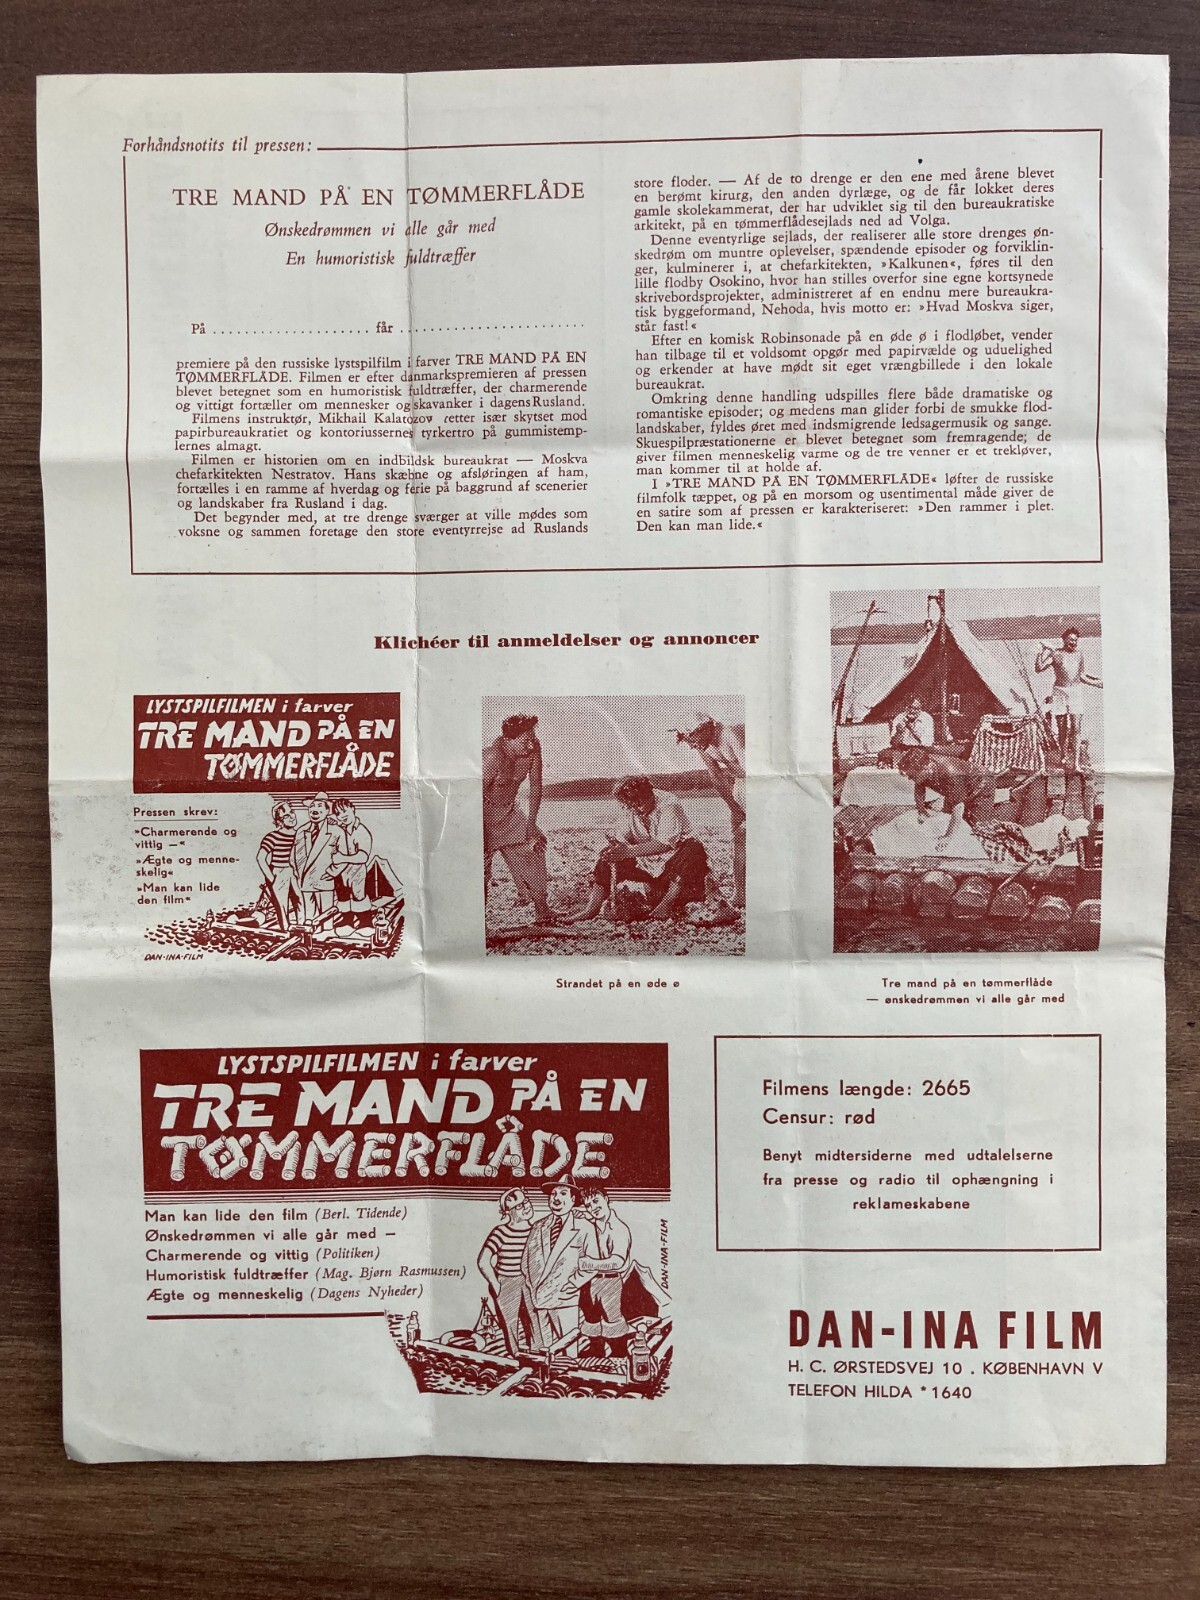 Forhåndsnotits til pressen:
TRE MAND PÅ EN TØMMERFLÅDE
Ønskedrømmen vi alle går med
En humoristisk fuldtræffer
På .................... får ........................
premiere på den russiske lystspilfilm i farver TRE MAND PÅ EN
TØMMERFLÅDE. Filmen er efter danmarkspremieren af pressen
blevet betegnet som en humoristisk fuldtræffer, der charmerende
og vittigt fortæller om mennesker og skavanker i dagens Rusland.
Filmens instruktør, Mikhail Kalatozov retter især skytset mod
papirbureaukratiet og kontoriussernes tyrkertro på gummistemp-
lernes almagt.
Filmen er historien om en indbildsk bureaukrat — Moskva
chefarkitekten Nestratov. Hans skæbne og afsløringen af ham,
fortælles i en ramme af hverdag og ferie på baggrund af scenerier
og landskaber fra Rusland i dag.
Det begynder med, at tre drenge sværger at ville mødes som
voksne og sammen foretage den store eventyrrejse ad Ruslands
store floder. — Af de to drenge er den ene med årene blevet
en berømt kirurg, den anden dyrlæge, og de får lokket deres
gamle skolekammerat, der har udviklet sig til den bureaukratiske
arkitekt, på en tømmerflådesejlads ned ad Volga.
Denne eventyrlige sejlads, der realiserer alle store drenges øn-
skedrøm om muntre oplevelser, spændende episoder og forviklin-
ger, kulminerer i, at chefarkitekten, »Kalkunen«, føres til den
lille flodby Osokino, hvor han stilles overfor sine egne kortsynede
skrivebordsprojekter, administreret af en endnu mere bureaukra-
tisk byggeformand, Nehoda, hvis motto er: »Hvad Moskva siger,
står fast!«
Efter en komisk Robinsonade på en øde ø i flodløbet, vender
han tilbage til et voldsomt opgør med papirvælde og uduelighed
og erkender at have mødt sit eget vrængbillede i den lokale
bureaukrat.
Omkring denne handling udspilles flere både dramatiske og
romantiske episoder; og medens man glider forbi de smukke flod-
landskaber, fyldes øret med indsmigrende ledsagermusik og sange.
Skuespilpræstationerne er blevet betegnet som fremragende; de
giver filmen menneskelig varme og de tre venner er et trekløver,
man kommer til at holde af.
I »TRE MAND PÅ EN TØMMERFLÅDE« løfter de russiske
filmfolk tæppet, og på en morsom og usentimental måde giver de
en satire som af pressen er karakteriseret: »Den rammer i plet.
Den kan man lide.«
Klichéer til anmeldelser og annoncer
LYSTSPILFILMEN i farver
TRE MAND PÅ EN
TØMMERFLÅDE
Pressen skrev:
»Charmerende og
vittig —«
»Ægte og menne-
skelig«
»Man kan lide
den film«
DAN-INA-FILM
Strandet på en øde ø
Tre mand på en tømmerflåde
— ønskedrømmen vi alle går med
LYSTSPILFILMEN i farver
TRE MAND PÅ EN
TØMMERFLÅDE
Man kan lide den film (Berl. Tidende)
Ønskedrømmen vi alle går med —
Charmerende og vittig (Politiken)
Humoristisk fuldtræffer (Mag. Bjørn Rasmussen)
Ægte og menneskelig (Dagens Nyheder)
DAN-INA-FILM
Filmens længde: 2665
Censur: rød
Benyt midtersiderne med udtalelserne
fra presse og radio til ophængning i
reklameskabene
DAN-INA FILM
H. C. ØRSTEDSVEJ 10 . KØBENHAVN V
TELEFON HILDA *1640